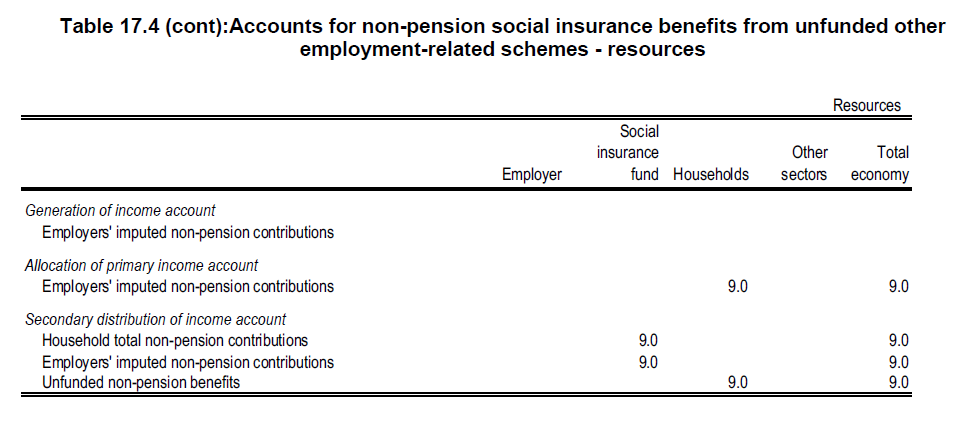 Table 17.4 (cont):Accounts for non-pension social insurance benefits from unfunded other
employment-related schemes - resources
Resources
Social
insurance Other Total
Employer fund Households sectors economy
Generation of income account
Employers' imputed non-pension contributions
Allocation of primary income account
Employers' imputed non-pension contributions 9.0 9.0
Secondary distribution of income account
Household total non-pension contributions 9.0 9.0
Employers' imputed non-pension contributions 9.0 9.0
Unfunded non-pension benefits 9.0 9.0